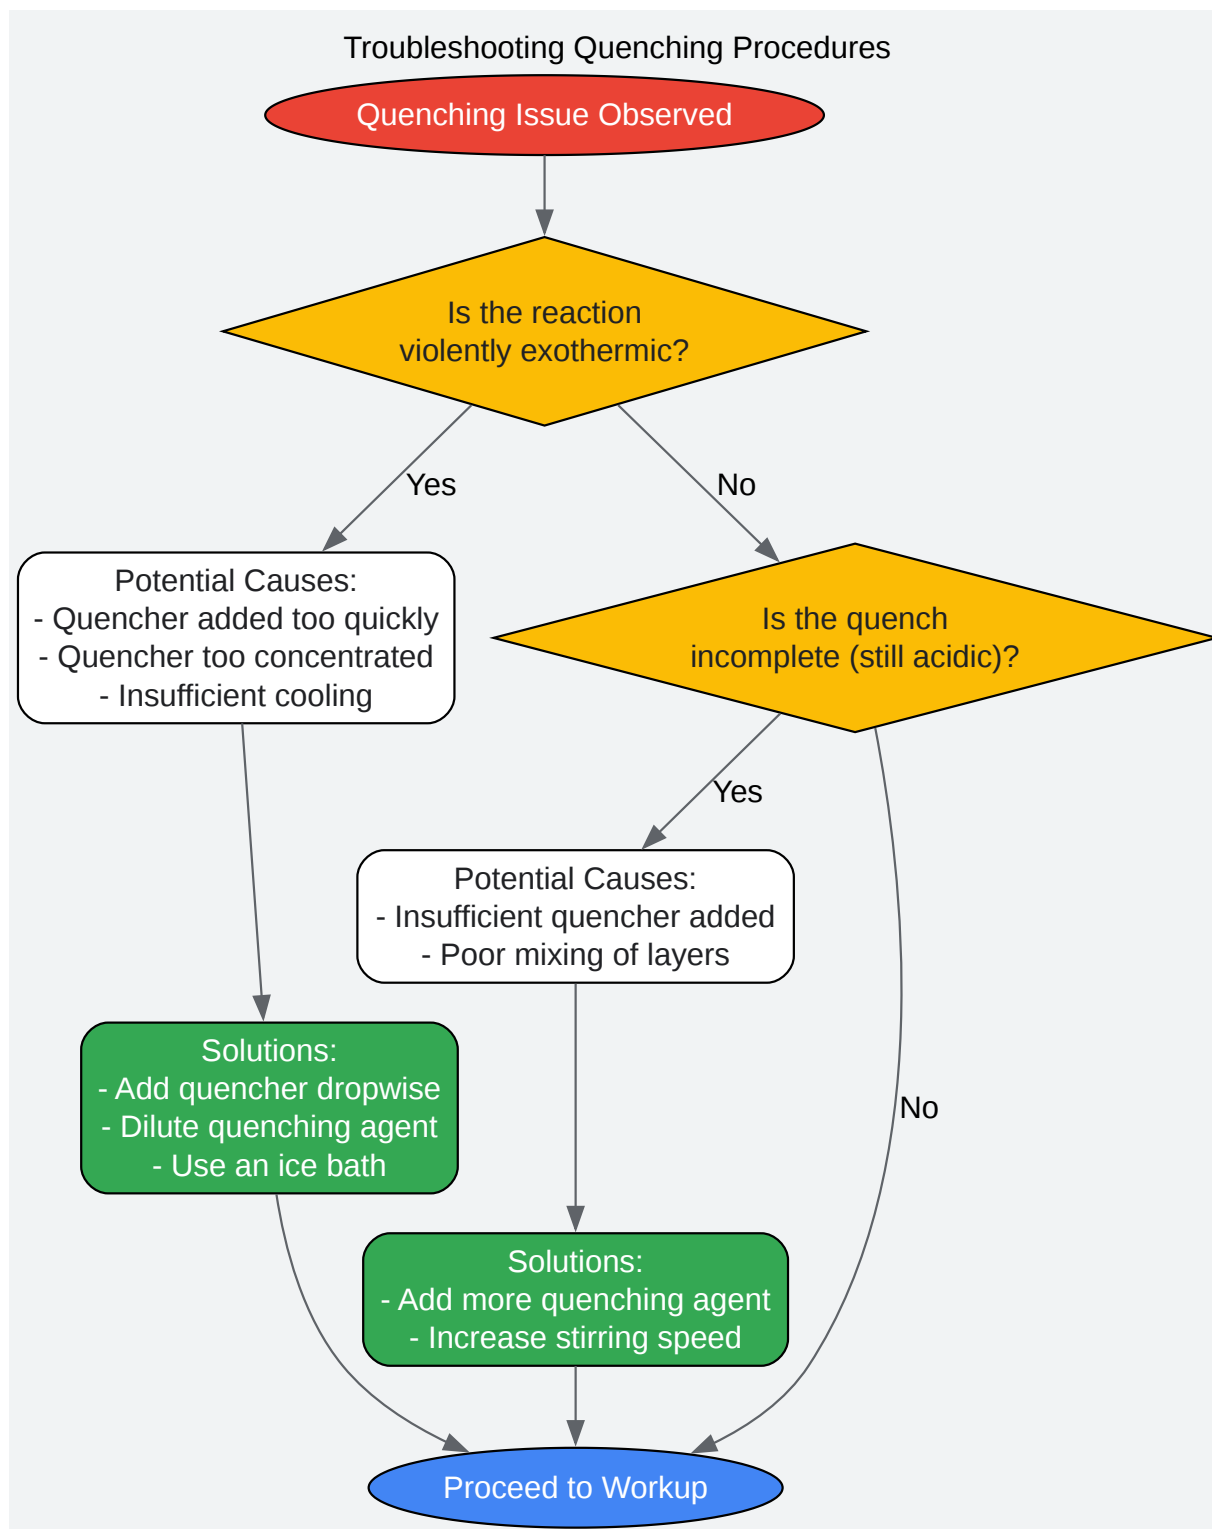 Troubleshooting Quenching Procedures
Quenching Issue Observed
Is the reaction
violently exothermic?
Yes
No
Potential Causes:
- Quencher added too quickly
- Quencher too concentrated
- Insufficient cooling
Is the quench
incomplete (still acidic)?
Yes
Potential Causes:
- Insufficient quencher added
- Poor mixing of layers
Solutions:
- Add quencher dropwise
- Dilute quenching agent
- Use an ice bath
No
Solutions:
- Add more quenching agent
- Increase stirring speed
Proceed to Workup